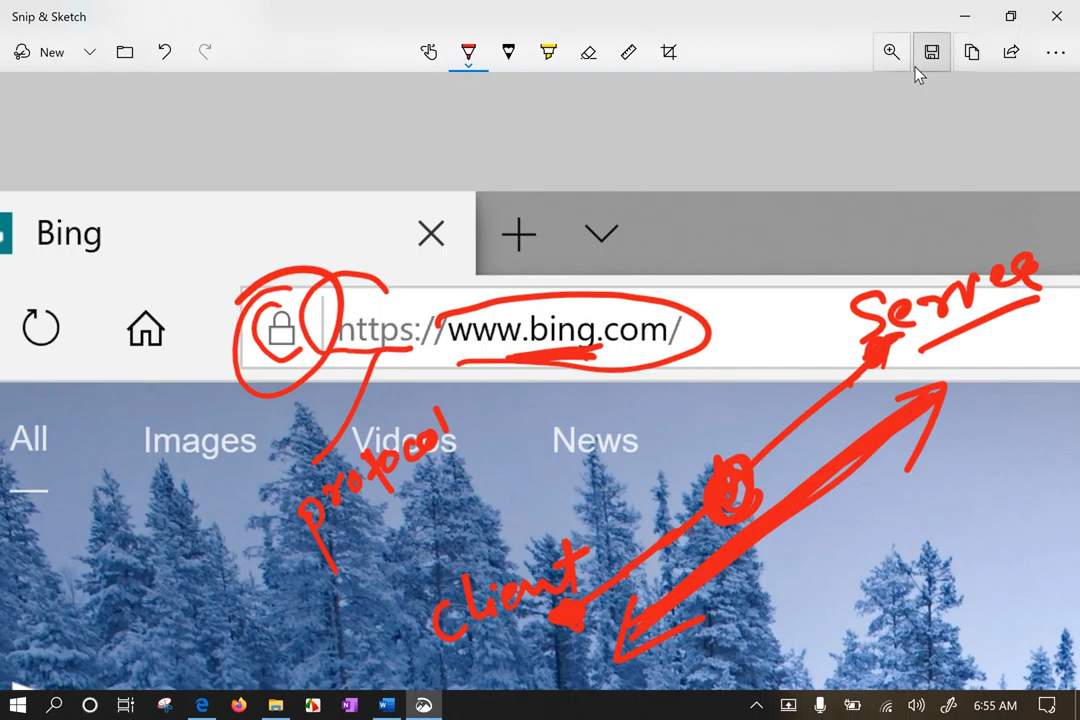 Snip & Sketch
New
Bing
https://www.bing.com/
Server
All Images Videos News
protocol
Client
6:55 AM